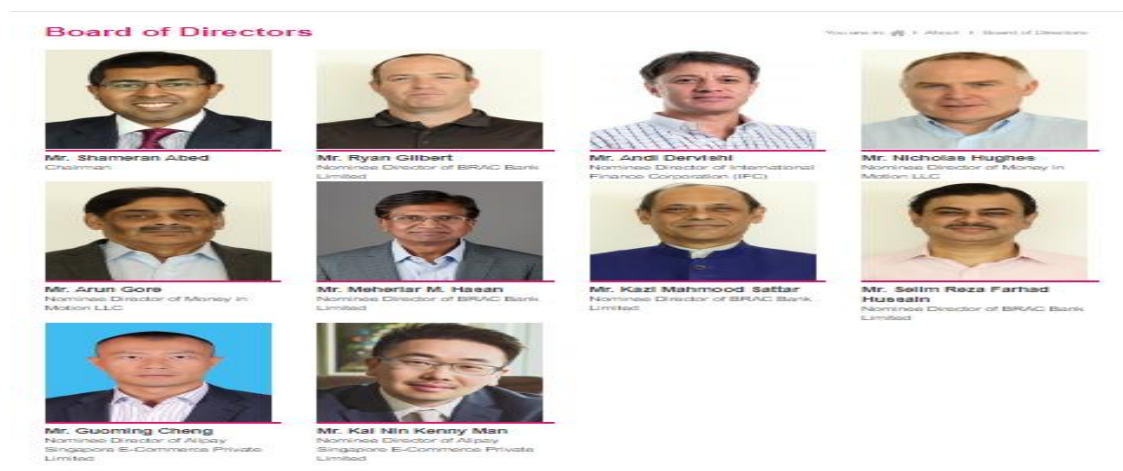 Board of Directors
You are in: > About > Board of Directors
Mr. Shameran Abed
Chairman
Mr. Ryan Gilbert
Nominee Director of BRAC Bank
Limited
Mr. Andi Dervishi
Nominee Director of International
Finance Corporation (IFC)
Mr. Nicholas Hughes
Nominee Director of Money in
Motion LLC
Mr. Arun Gore
Nominee Director of Money in
Motion LLC
Mr. Meheriar M. Hasan
Nominee Director of BRAC Bank
Limited
Mr. Kazi Mahmood Sattar
Nominee Director of BRAC Bank
Limited
Mr. Selim Reza Farhad
Hussain
Nominee Director of BRAC Bank
Limited
Mr. Guoming Cheng
Nominee Director of Alipay
Singapore E-Commerce Private
Limited
Mr. Kai Nin Kenny Man
Nominee Director of Alipay
Singapore E-Commerce Private
Limited